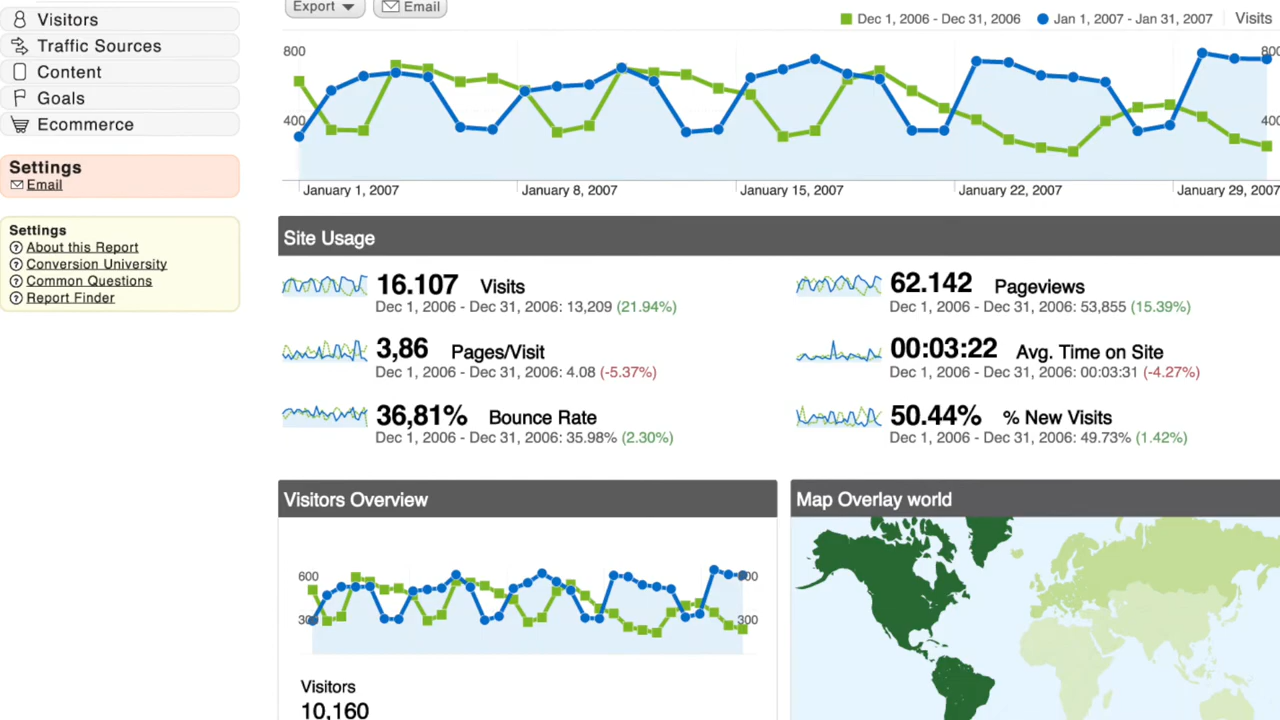 Export Email
Dec 1, 2006 - Dec 31, 2006 Jan 1, 2007 - Jan 31, 2007 Visits
Visitors
Traffic Sources
Content
Goals
Ecommerce
Settings
Email
Settings
About this Report
Conversion University
Common Questions
Report Finder
800 800
400 400
January 1, 2007 January 8, 2007 January 15, 2007 January 22, 2007 January 29, 2007
Site Usage
16.107 Visits
Dec 1, 2006 - Dec 31, 2006: 13,209 (21.94%)
62.142 Pageviews
Dec 1, 2006 - Dec 31, 2006: 53,855 (15.39%)
3,86 Pages/Visit
Dec 1, 2006 - Dec 31, 2006: 4.08 (-5.37%)
00:03:22 Avg. Time on Site
Dec 1, 2006 - Dec 31, 2006: 00:03:31 (-4.27%)
36,81% Bounce Rate
Dec 1, 2006 - Dec 31, 2006: 35.98% (2.30%)
50.44% % New Visits
Dec 1, 2006 - Dec 31, 2006: 49.73% (1.42%)
Visitors Overview
600 600
300 300
Visitors
10,160
Map Overlay world